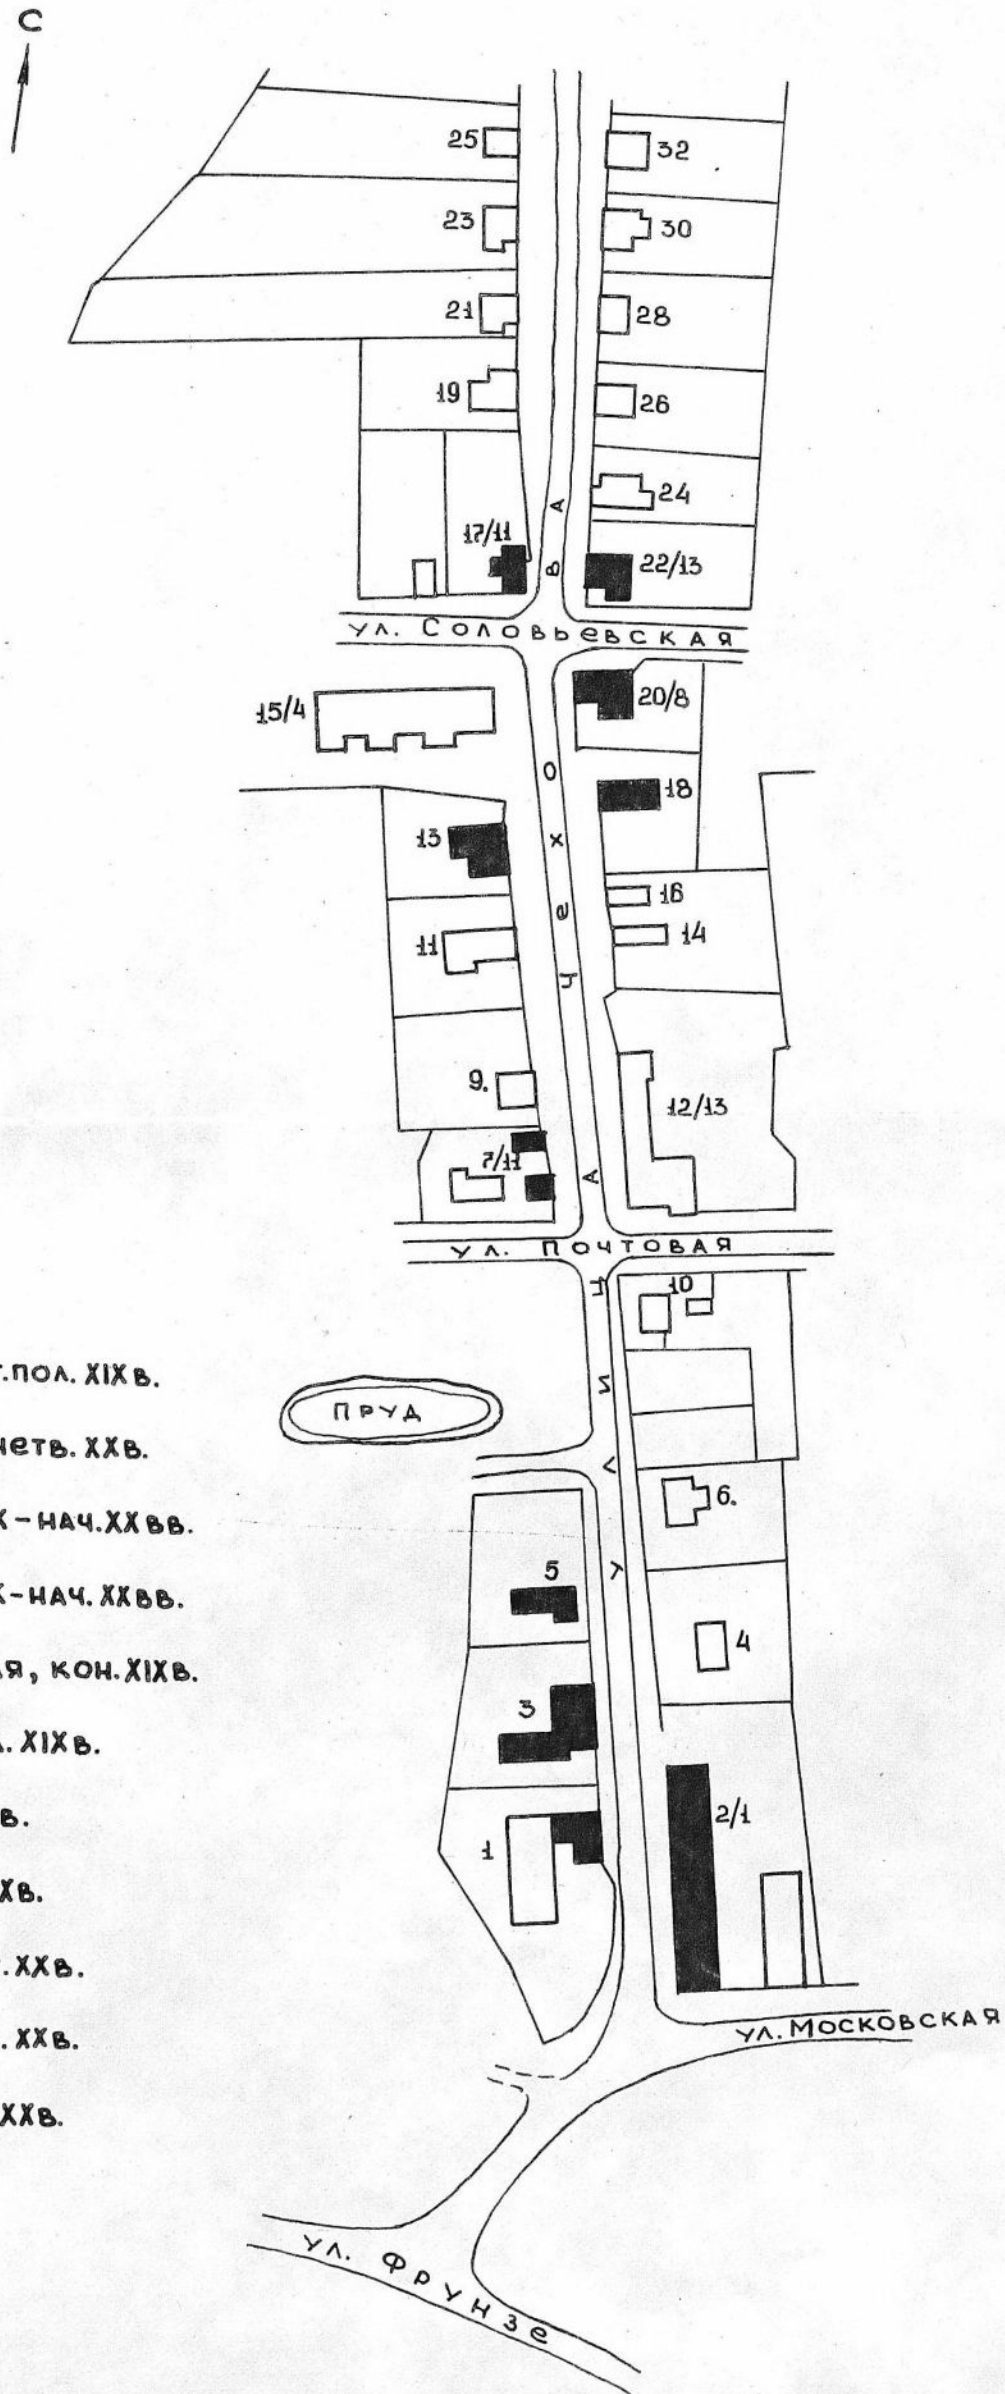 С
25
32
23
30
21
28
19
26
24
17/11
22/13
ул. Соловьевская
15/4
20/8
18
13
16
11
14
9.
12/13
7/11
ул. Почтовая
10
пруд
6.
5
4
3
2/1
1
улица Чехова
ул. Московская
ул. Фрунзе
т.пол. XIX в.
четв. XX в.
– нач. XX вв.
– нач. XX вв.
я, кон. XIX в.
. XIX в.
в.
X в.
. XX в.
. XX в.
XX в.